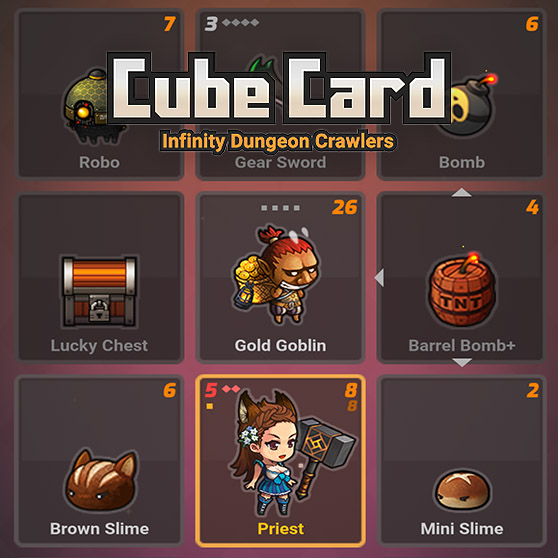 7
3
6
Cube Card
Infinity Dungeon Crawlers
Robo
Gear Sword
Bomb
26
4
TNT
Lucky Chest
Gold Goblin
Barrel Bomb+
6
5
8
8
2
Brown Slime
Priest
Mini Slime